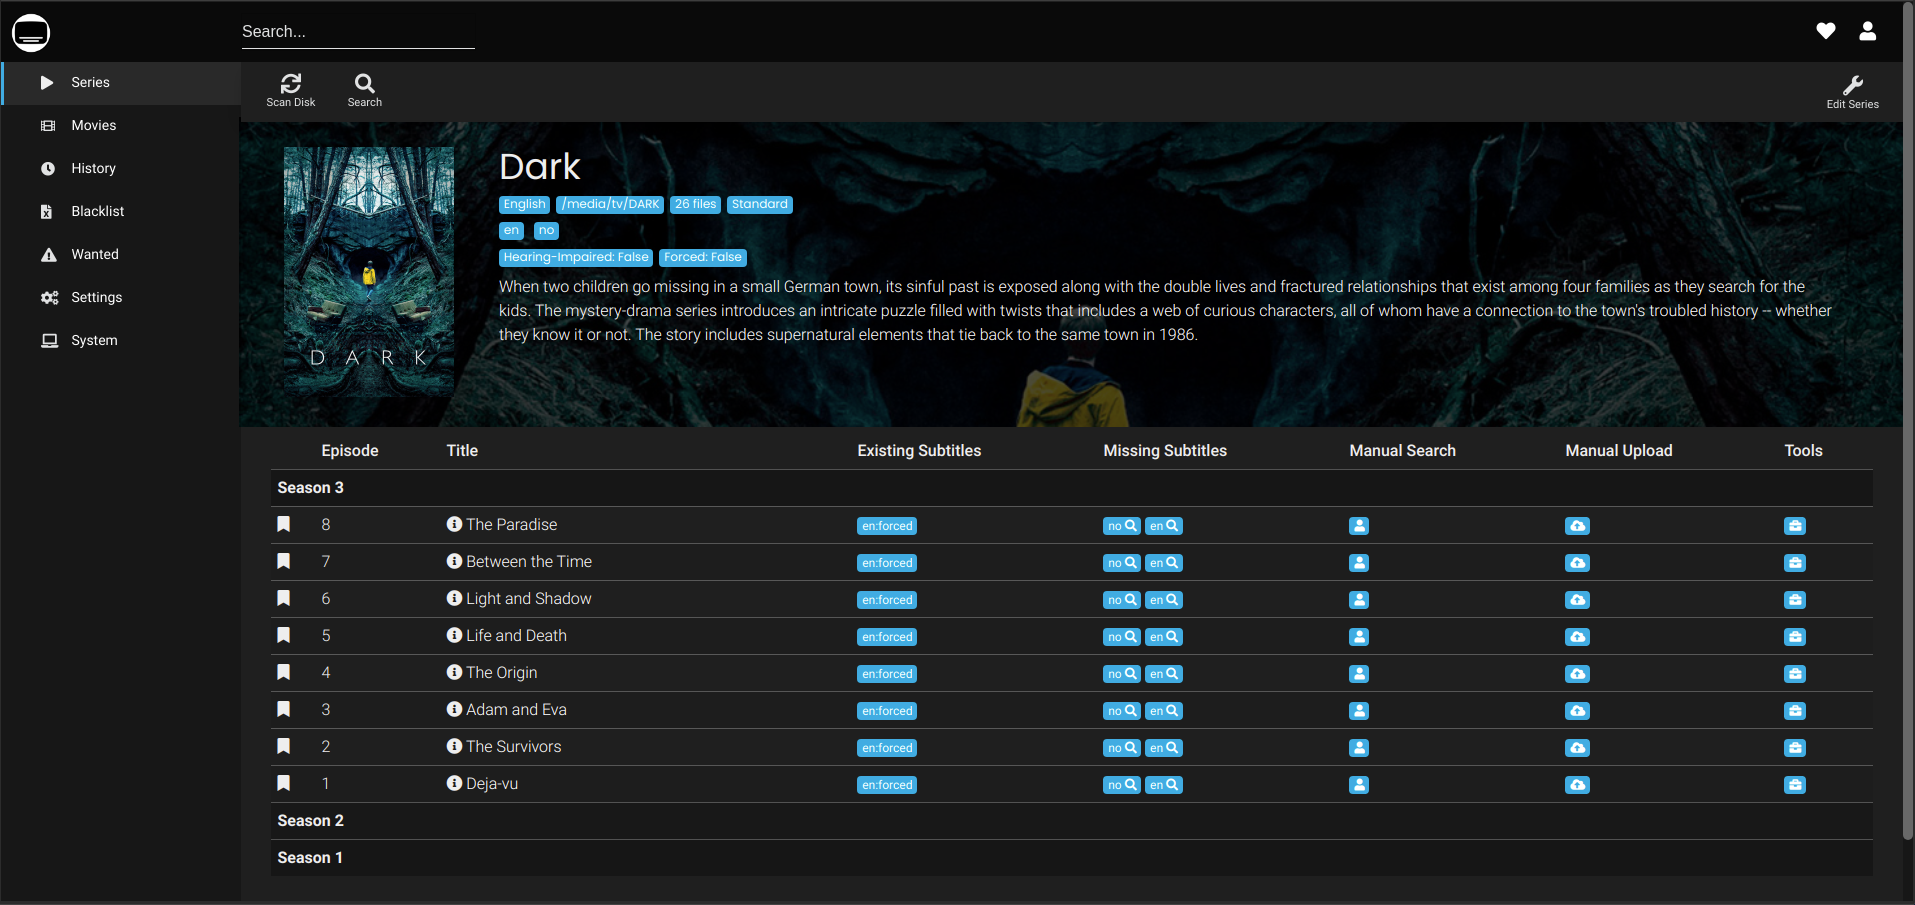 Search...
Series
Movies
History
Blacklist
Wanted
Settings
System
Scan Disk Search Edit Series
D A R K
Dark
English /media/tv/DARK 26 files Standard
en no
Hearing-Impaired: False Forced: False
When two children go missing in a small German town, its sinful past is exposed along with the double lives and fractured relationships that exist among four families as they search for the
kids. The mystery-drama series introduces an intricate puzzle filled with twists that includes a web of curious characters, all of whom have a connection to the town's troubled history -- whether
they know it or not. The story includes supernatural elements that tie back to the same town in 1986.
Episode Title Existing Subtitles Missing Subtitles Manual Search Manual Upload Tools
Season 3
8 The Paradise en:forced no en
7 Between the Time en:forced no en
6 Light and Shadow en:forced no en
5 Life and Death en:forced no en
4 The Origin en:forced no en
3 Adam and Eva en:forced no en
2 The Survivors en:forced no en
1 Deja-vu en:forced no en
Season 2
Season 1